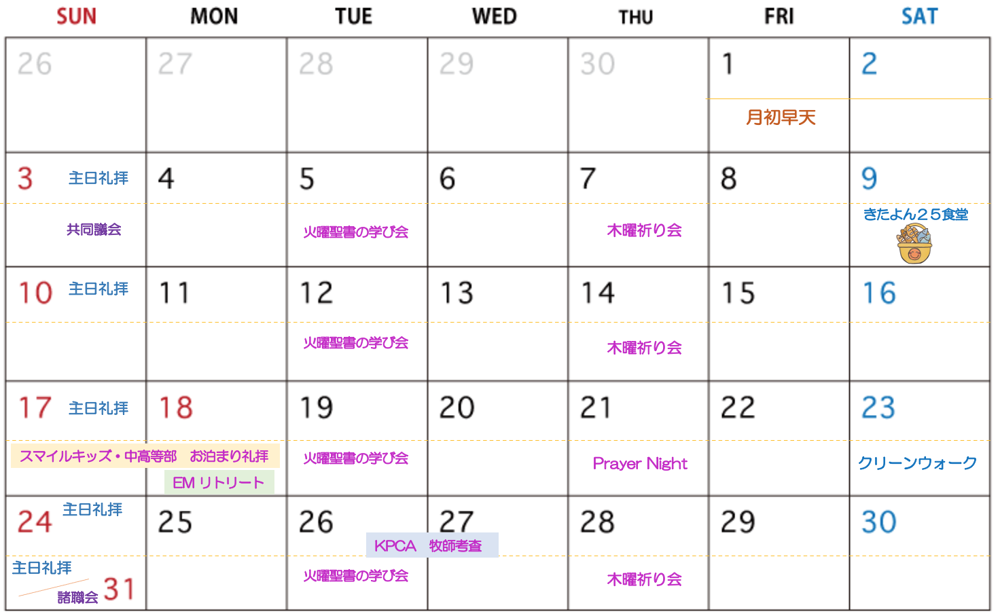 SUN MON TUE WED THU FRI SAT
26 27 28 29 30 1 2
月初早天
3 主日礼拝 4 5 6 7 8 9
共同議会 火曜聖書の学び会 木曜祈り会 きたよん２５食堂
10 主日礼拝 11 12 13 14 15 16
火曜聖書の学び会 木曜祈り会
17 主日礼拝 18 19 20 21 22 23
スマイルキッズ・中高等部　お泊まり礼拝 火曜聖書の学び会 Prayer Night クリーンウォーク
EM リトリート
24 主日礼拝 25 26 27 28 29 30
KPCA　牧師考査
主日礼拝 火曜聖書の学び会 木曜祈り会
諸職会 31